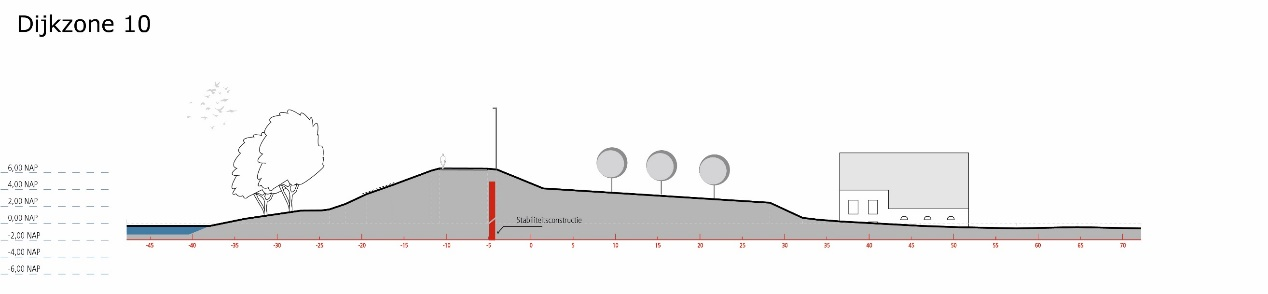 Dijkzone 10
6,00 NAP
4,00 NAP
2,00 NAP
0,00 NAP
-2,00 NAP
-4,00 NAP
-6,00 NAP
Stabiliteitsconstructie
-45 -40 -35 -30 -25 -20 -15 -10 -5 0 5 10 15 20 25 30 35 40 45 50 55 60 65 70